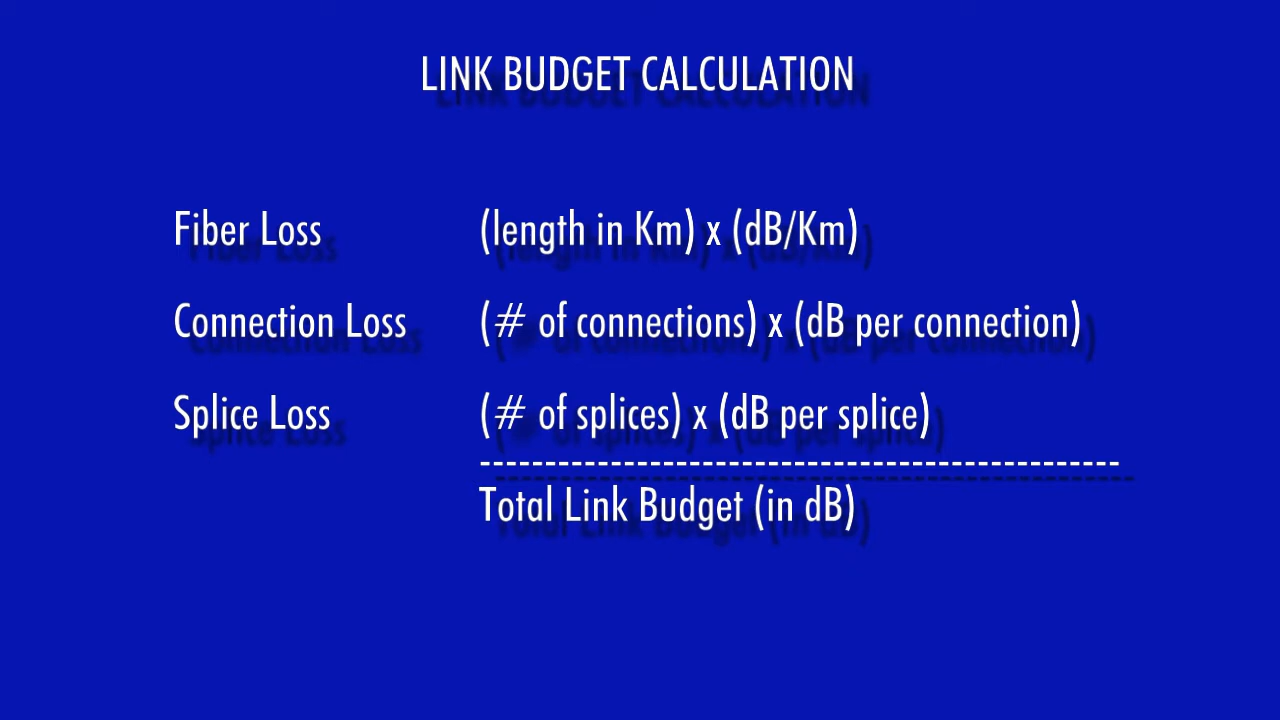 LINK BUDGET CALCULATION
Fiber Loss (length in Km) x (dB/Km)
Connection Loss (# of connections) x (dB per connection)
Splice Loss (# of splices) x (dB per splice)
-------------------------------------------------
Total Link Budget (in dB)